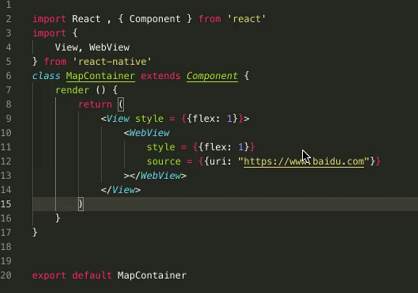 1
2 import React , { Component } from 'react'
3 import {
4     View, WebView
5 } from 'react-native'
6 class MapContainer extends Component {
7     render () {
8         return (
9             <View style = {{flex: 1}}>
10                 <WebView
11                     style = {{flex: 1}}
12                     source = {{uri: "https://www.baidu.com"}}
13                 ></WebView>
14             </View>
15         )
16     }
17 }
18
19
20 export default MapContainer